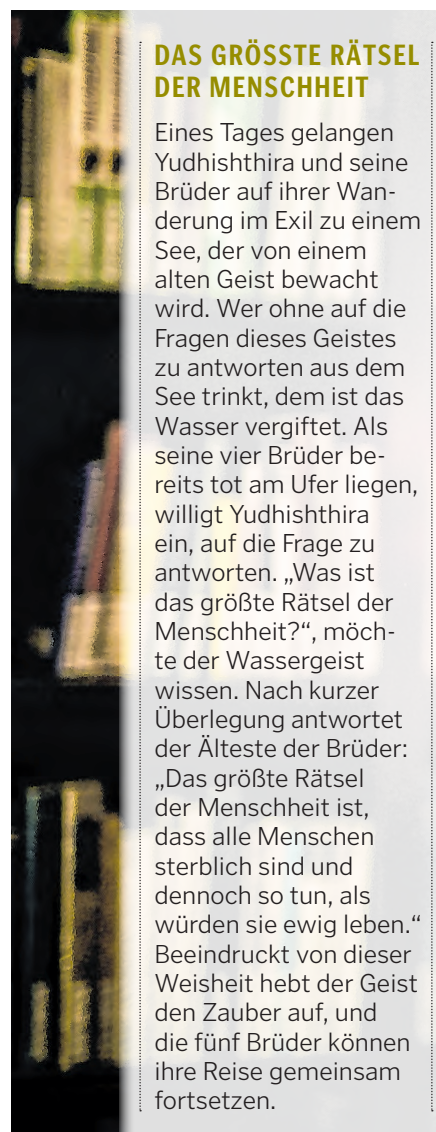 DAS GRÖSSTE RÄTSEL
DER MENSCHHEIT
Eines Tages gelangen
Yudhishthira und seine
Brüder auf ihrer Wan-
derung im Exil zu einem
See, der von einem
alten Geist bewacht
wird. Wer ohne auf die
Fragen dieses Geistes
zu antworten aus dem
See trinkt, dem ist das
Wasser vergiftet. Als
seine vier Brüder be-
reits tot am Ufer liegen,
willigt Yudhishthira
ein, auf die Frage zu
antworten. „Was ist
das größte Rätsel der
Menschheit?“, möch-
te der Wassergeist
wissen. Nach kurzer
Überlegung antwortet
der Älteste der Brüder:
„Das größte Rätsel
der Menschheit ist,
dass alle Menschen
sterblich sind und
dennoch so tun, als
würden sie ewig leben.“
Beeindruckt von dieser
Weisheit hebt der Geist
den Zauber auf, und
die fünf Brüder können
ihre Reise gemeinsam
fortsetzen.